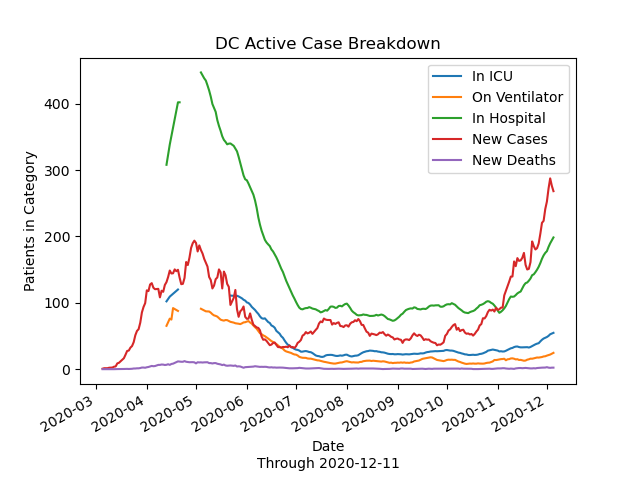 DC Active Case Breakdown
In ICU
On Ventilator
In Hospital
New Cases
New Deaths
Patients in Category
400
300
200
100
0
2020-03
2020-04
2020-05
2020-06
2020-07
2020-08
2020-09
2020-10
2020-11
2020-12
Date
Through 2020-12-11